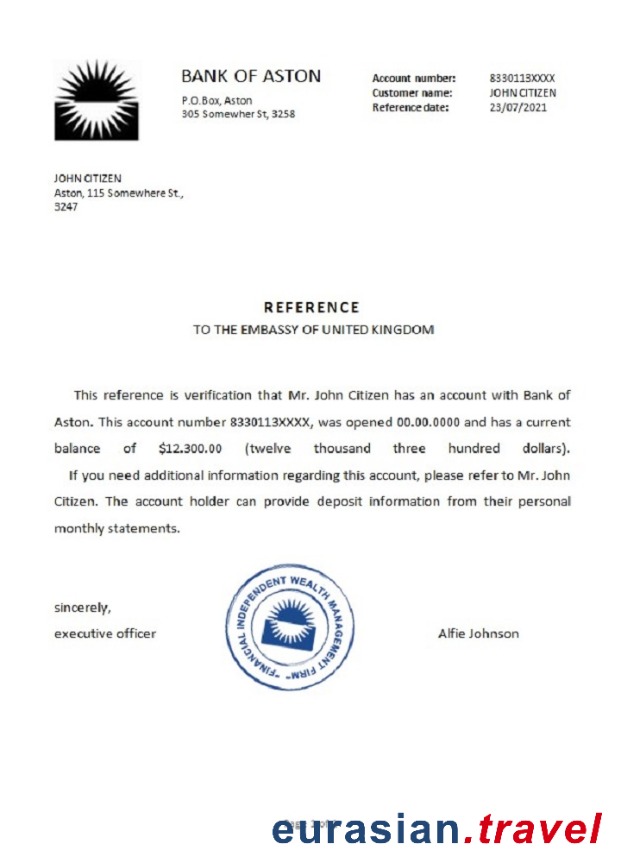 BANK OF ASTON
P.O.Box, Aston
305 Somewher St, 3258
Account number: 8330113XXXX
Customer name: JOHN CITIZEN
Reference date: 23/07/2021
JOHN CITIZEN
Aston, 115 Somewhere St.,
3247
REFERENCE
TO THE EMBASSY OF UNITED KINGDOM
This reference is verification that Mr. John Citizen has an account with Bank of
Aston. This account number 8330113XXXX, was opened 00.00.0000 and has a current
balance of $12.300.00 (twelve thousand three hundred dollars).
If you need additional information regarding this account, please refer to Mr. John
Citizen. The account holder can provide deposit information from their personal
monthly statements.
sincerely,
executive officer
"FINANCIAL INDEPENDENT WEALTH MANAGEMENT FIRM"
Alfie Johnson
eurasian.travel